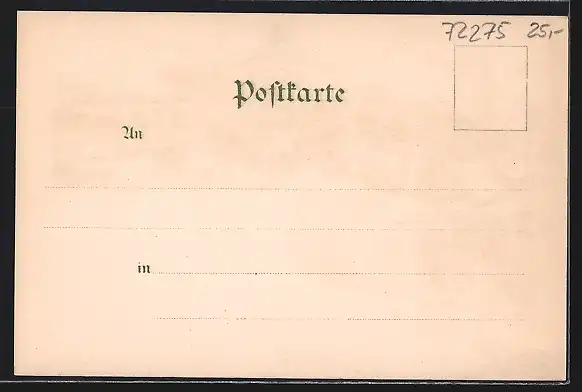 72275 25,-
Poſtkarte
An
in